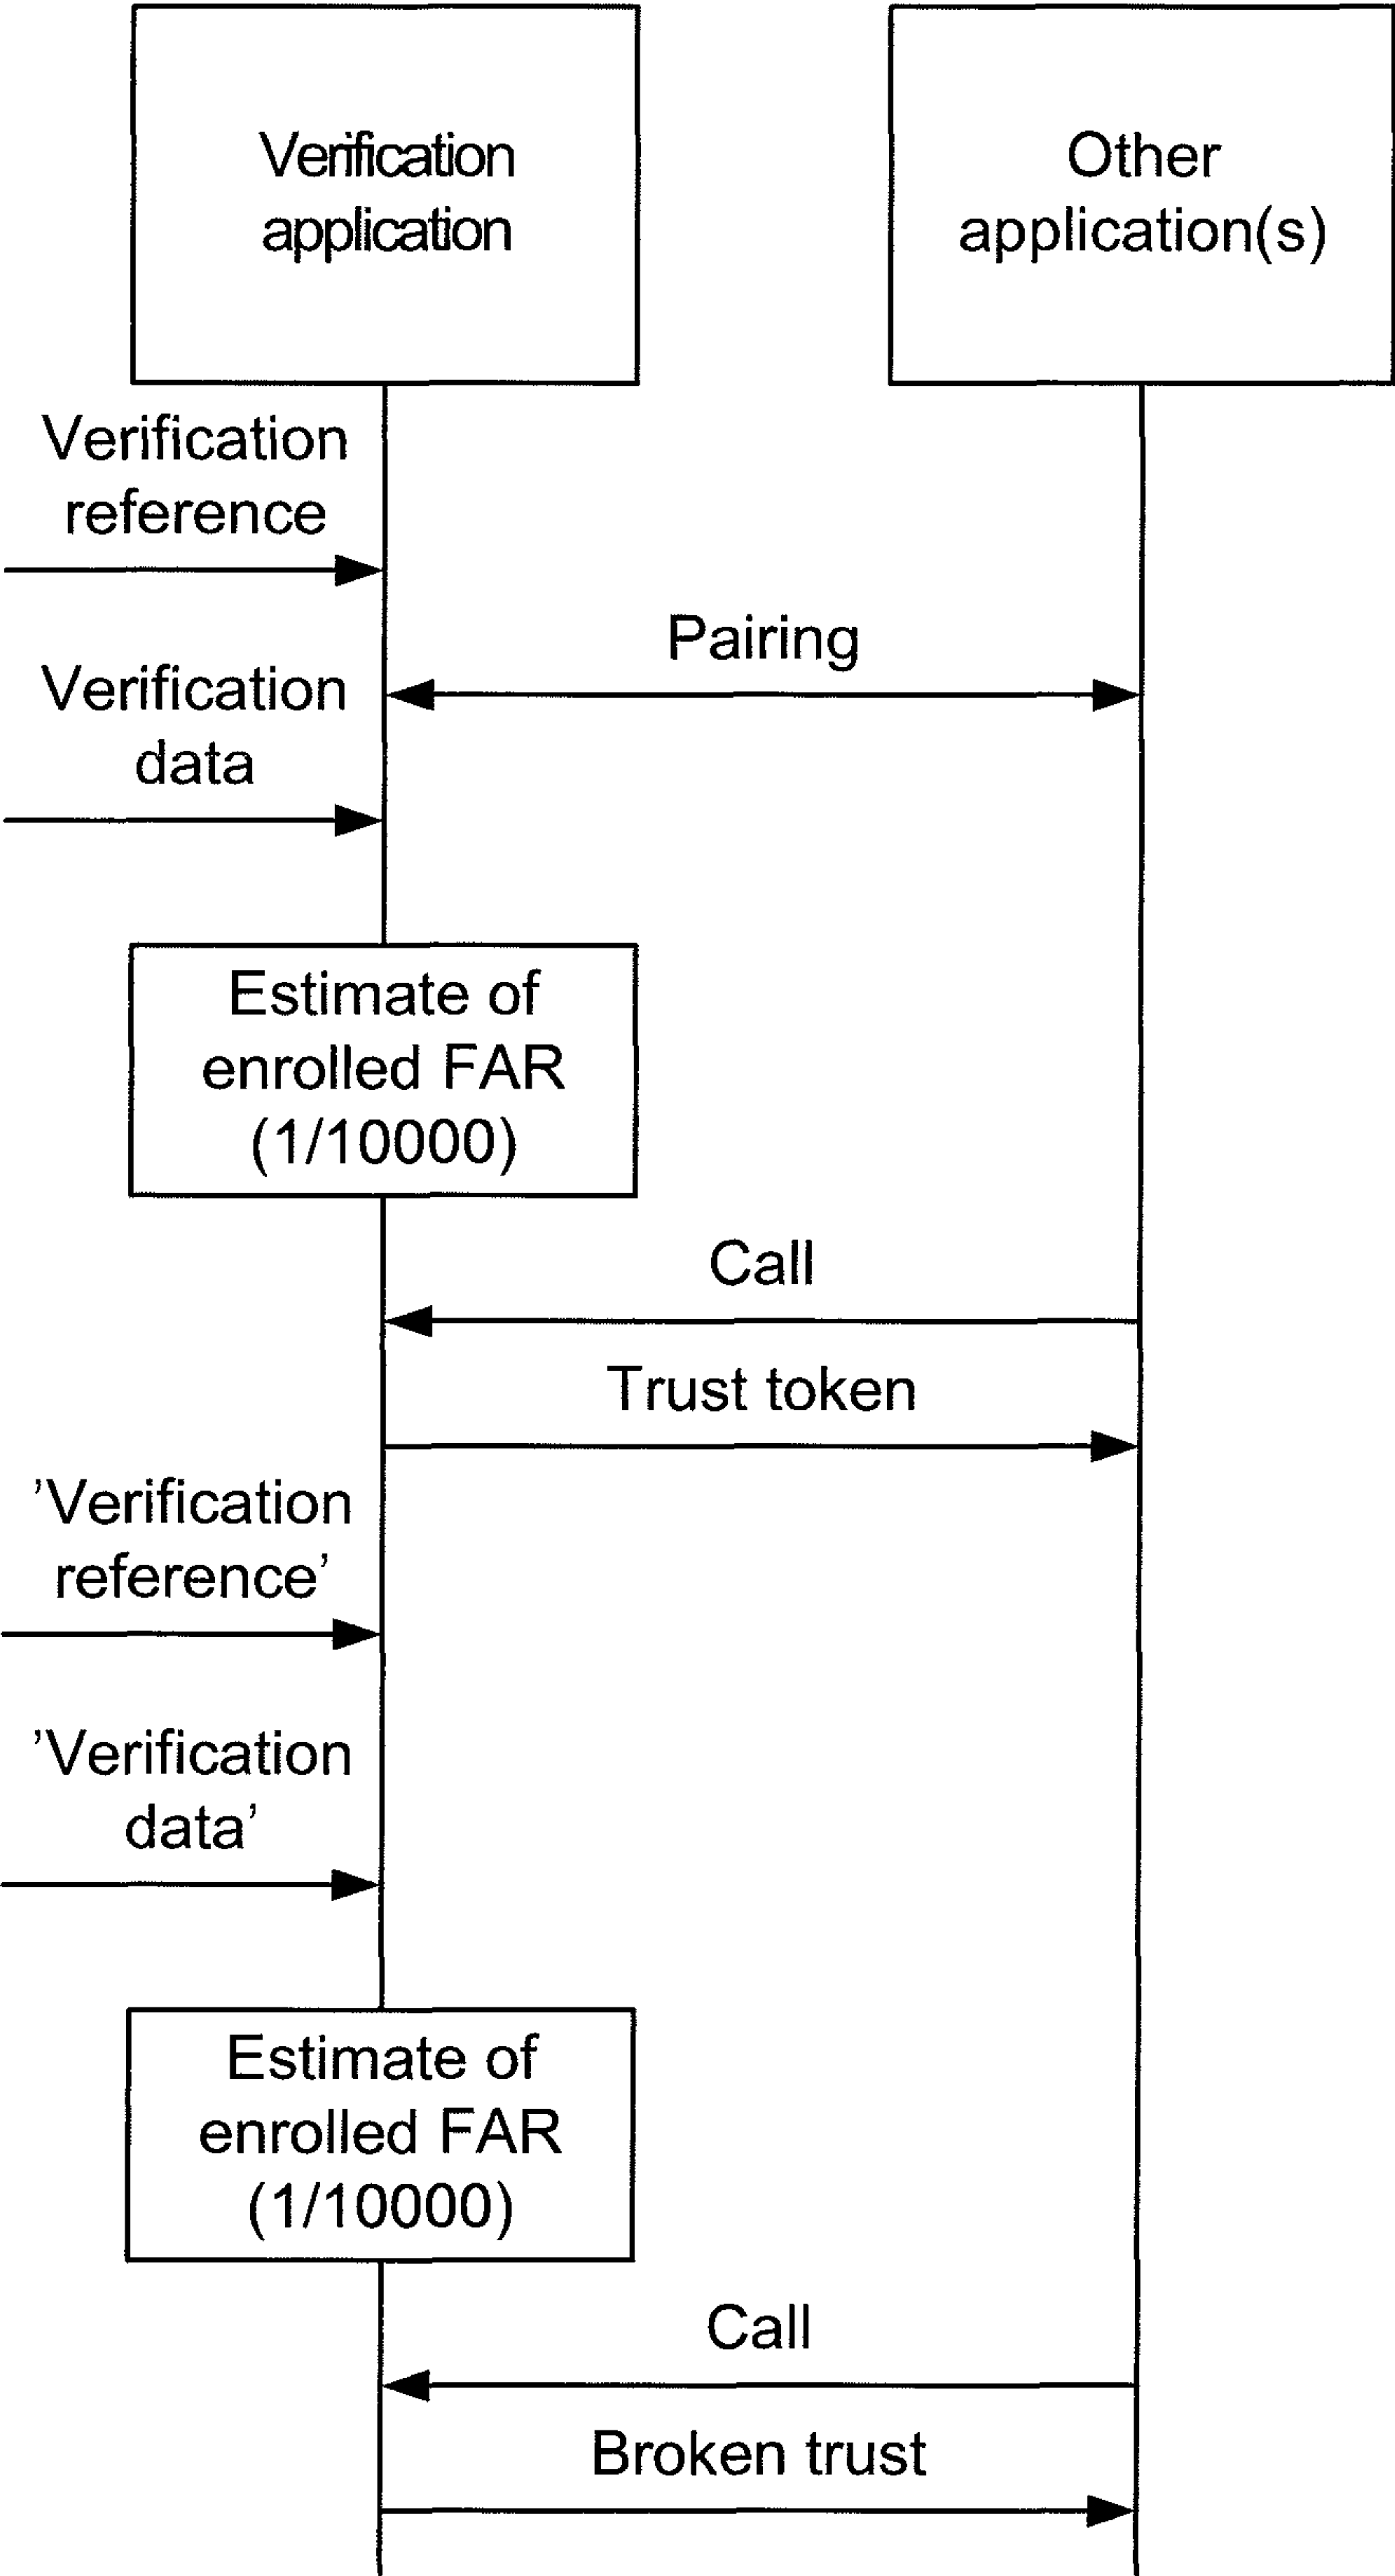 Verification
application
Other
application(s)
Verification
reference
Pairing
Verification
data
Estimate of
enrolled FAR
(1/10000)
Call
Trust token
’Verification
reference’
’Verification
data’
Estimate of
enrolled FAR
(1/10000)
Call
Broken trust